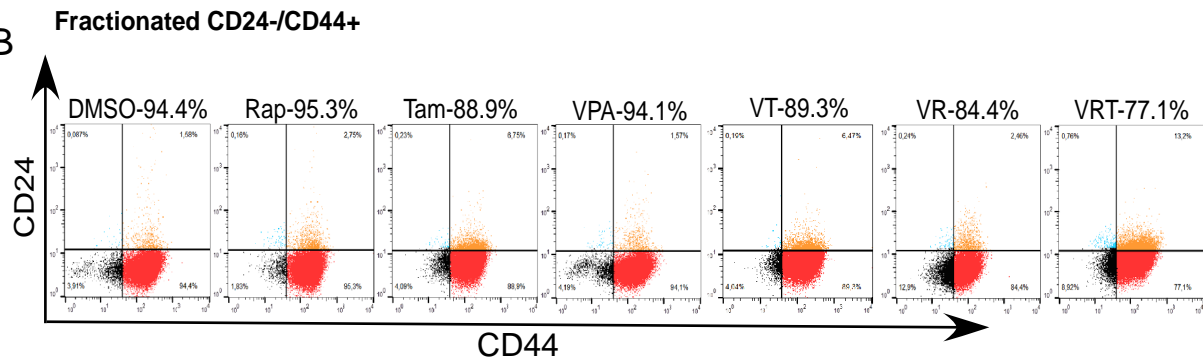 Fractionated CD24-/CD44+
B
DMSO-94.4% Rap-95.3% Tam-88.9% VPA-94.1% VT-89.3% VR-84.4% VRT-77.1%
0,087% 1,58% 0,16% 2,75% 0,23% 6,75% 0,17% 1,57% 0,19% 6,47% 0,24% 2,46% 0,76% 13,2%
CD24
3,91% 94,4% 1,83% 95,3% 4,09% 88,9% 4,19% 94,1% 4,04% 89,3% 12,9% 84,4% 8,92% 77,1%
CD44